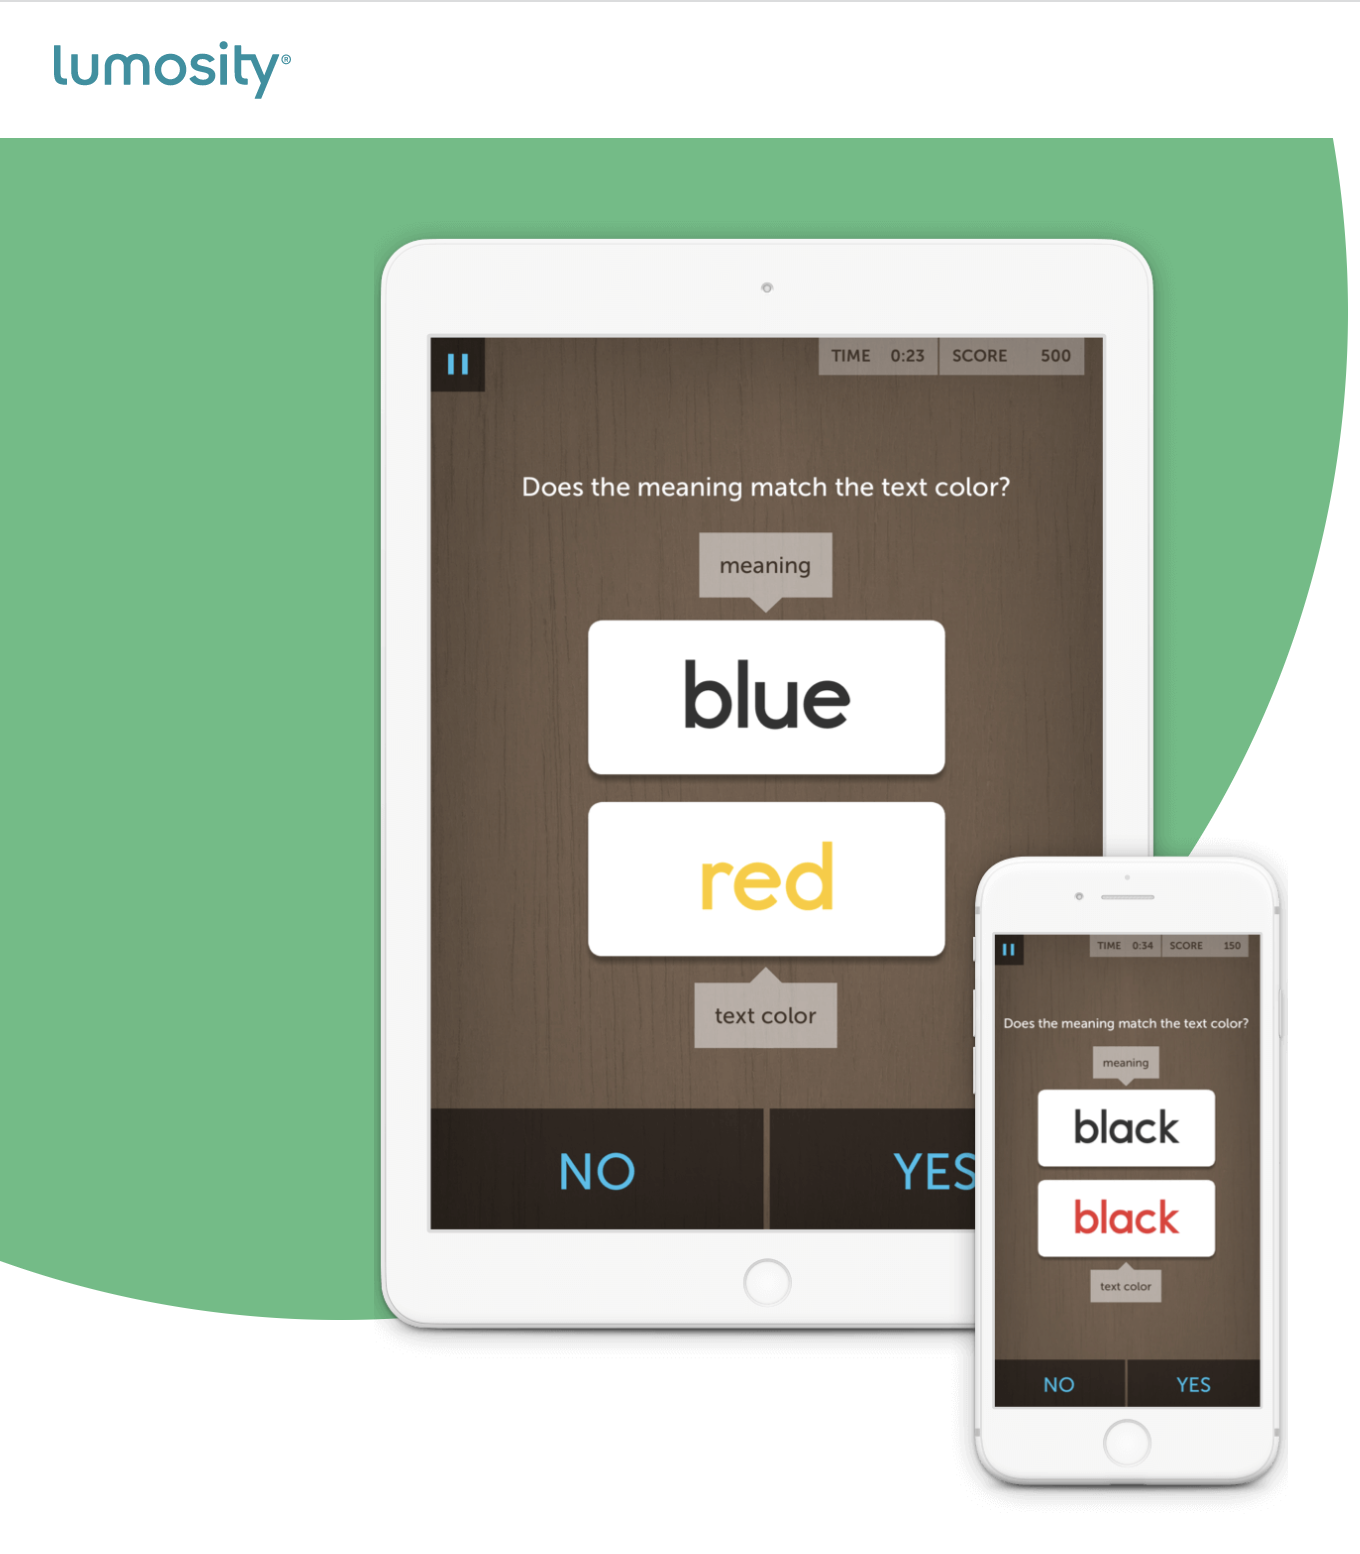 lumosity®
TIME 0:23 SCORE 500
Does the meaning match the text color?
meaning
blue
red
text color
NO YES
TIME 0:34 SCORE 150
Does the meaning match the text color?
meaning
black
black
text color
NO YES